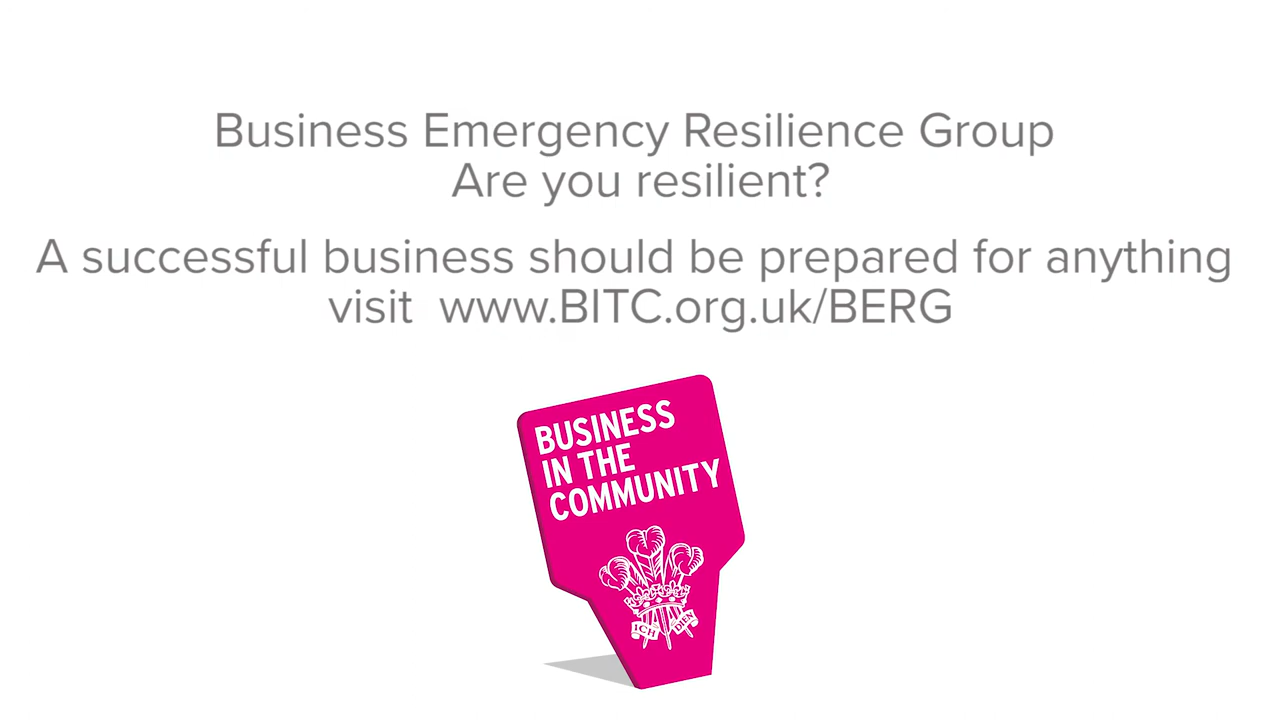 Business Emergency Resilience Group
Are you resilient?
A successful business should be prepared for anything
visit www.BITC.org.uk/BERG
BUSINESS
IN THE
COMMUNITY
ICH DIEN